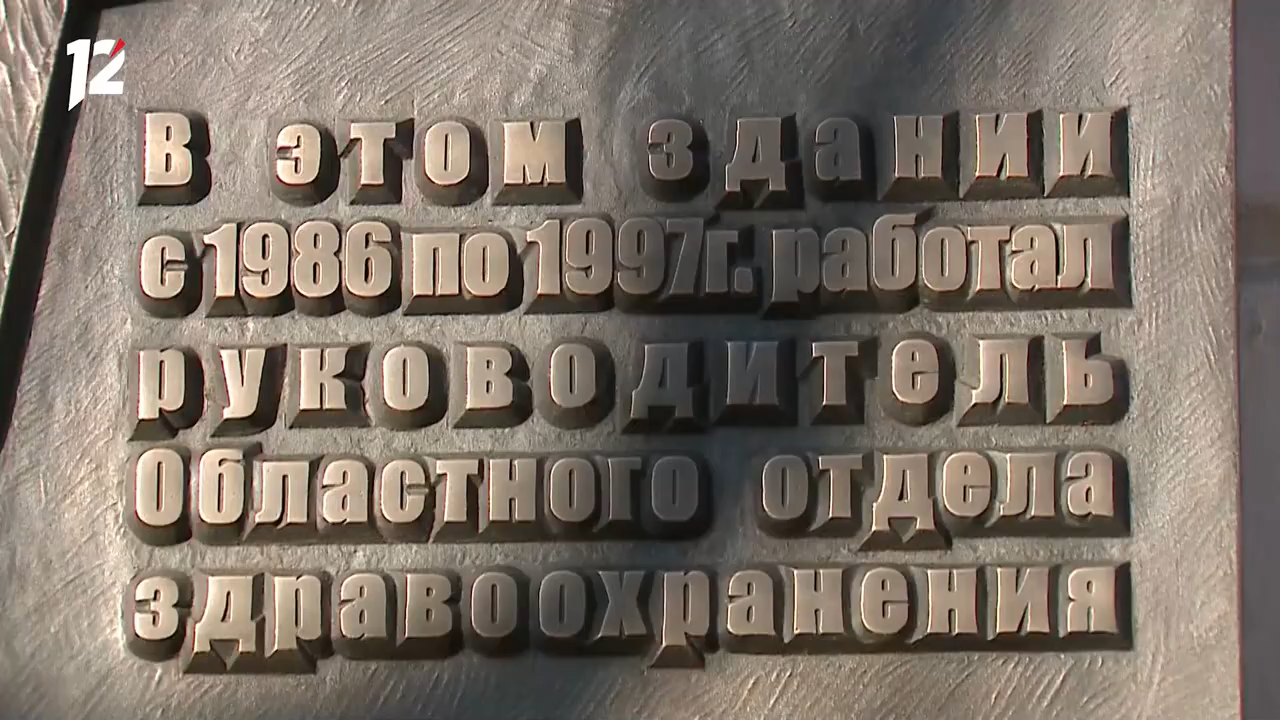 12
В этом здании
с 1986 по 1997г. работал
руководитель
Областного отдела
здравоохранения